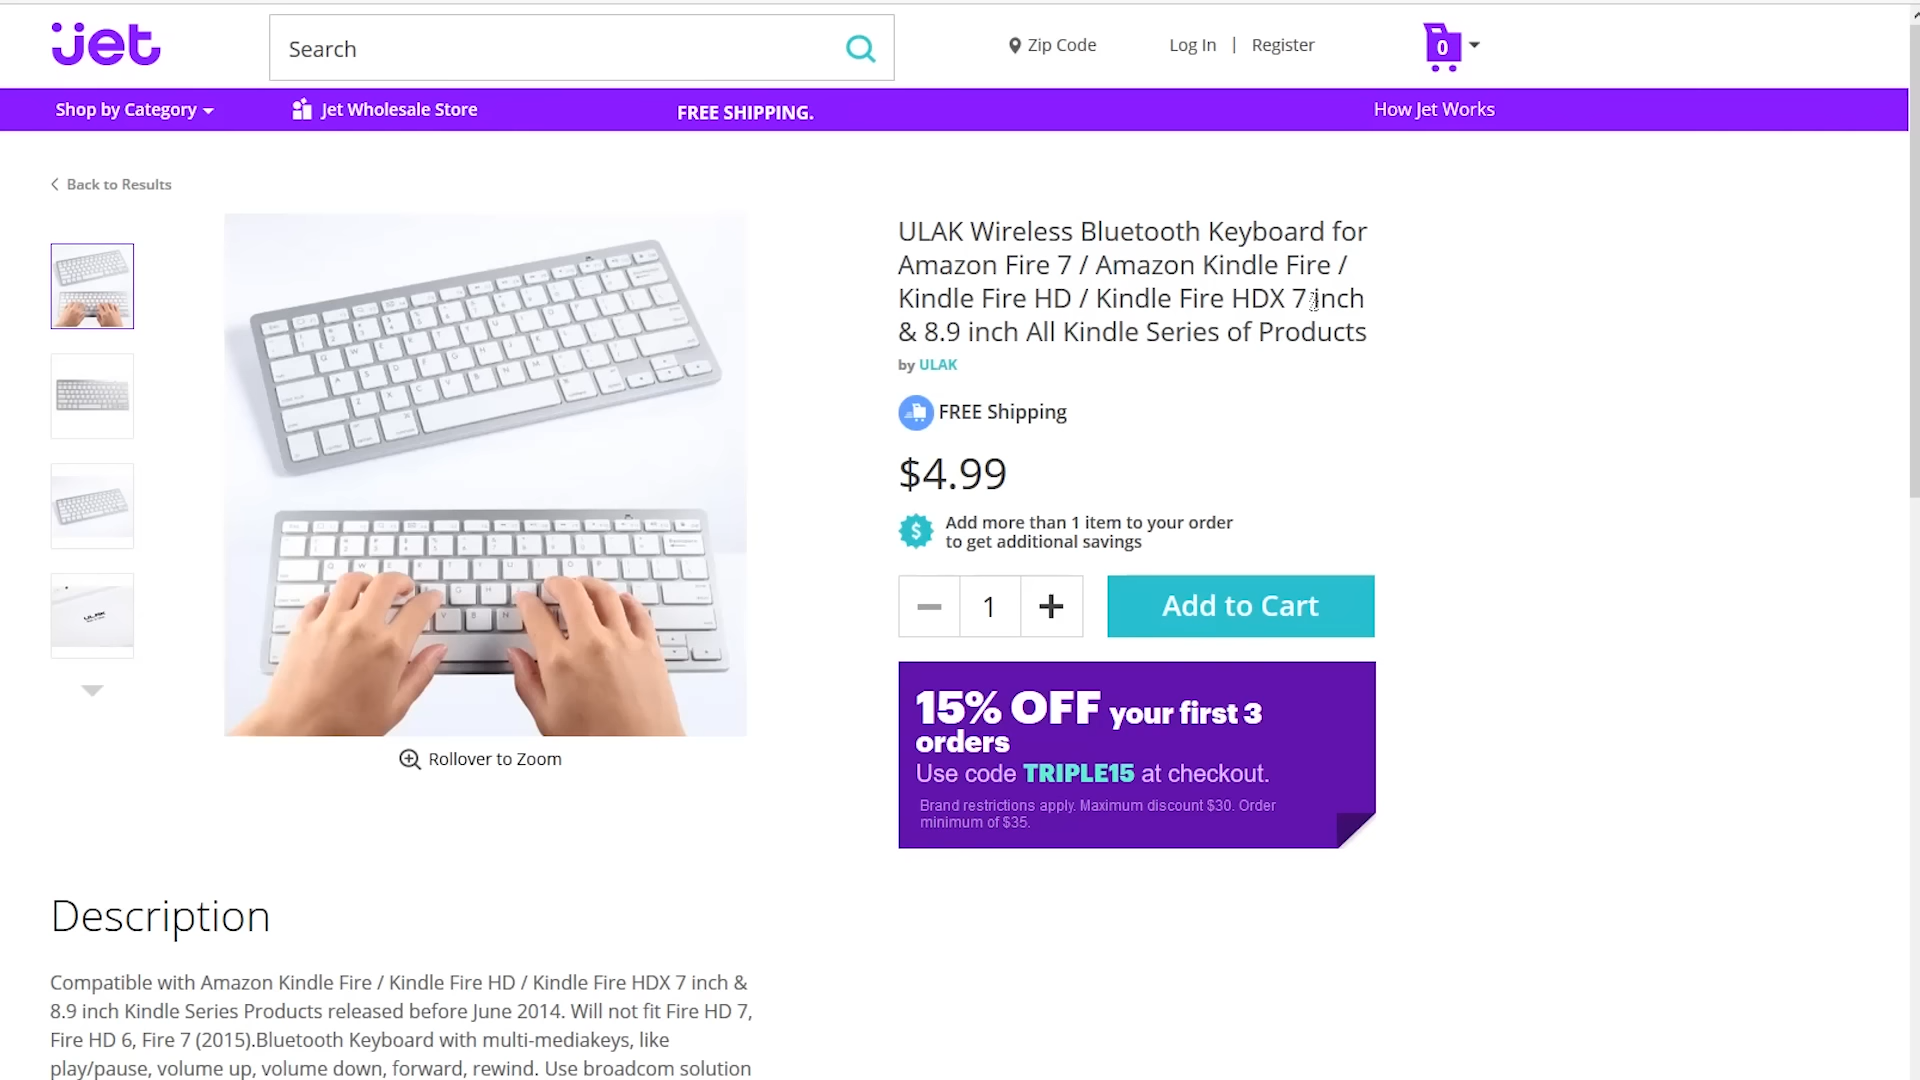 jet
Search
Zip Code
Log In | Register
0
Shop by Category
Jet Wholesale Store
FREE SHIPPING.
How Jet Works
Back to Results
ULAK Wireless Bluetooth Keyboard for
Amazon Fire 7 / Amazon Kindle Fire /
Kindle Fire HD / Kindle Fire HDX 7 inch
& 8.9 inch All Kindle Series of Products
by ULAK
FREE Shipping
$4.99
$
Add more than 1 item to your order
to get additional savings
1
Add to Cart
ULAK
Rollover to Zoom
15% OFF your first 3
orders
Use code TRIPLE15 at checkout.
Brand restrictions apply. Maximum discount $30. Order
minimum of $35.
Description
Compatible with Amazon Kindle Fire / Kindle Fire HD / Kindle Fire HDX 7 inch &
8.9 inch Kindle Series Products released before June 2014. Will not fit Fire HD 7,
Fire HD 6, Fire 7 (2015).Bluetooth Keyboard with multi-mediakeys, like
play/pause, volume up, volume down, forward, rewind. Use broadcom solution